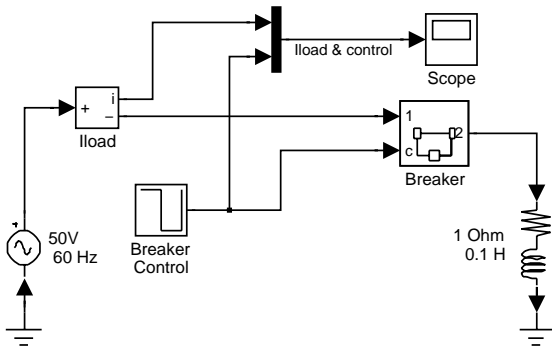 Iload & control
Scope
+
i
–
Iload
1
2
c
Breaker
Breaker
Control
+
50V
60 Hz
1 Ohm
0.1 H